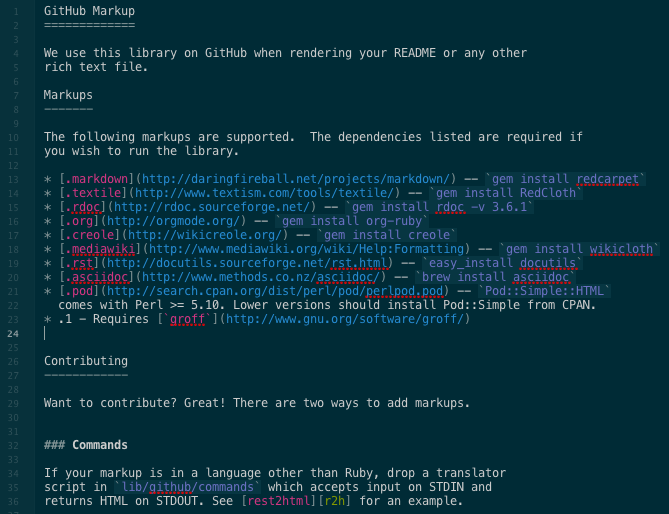 1 GitHub Markup
2 =============
3
4 We use this library on GitHub when rendering your README or any other
5 rich text file.
6
7 Markups
8 -------
9
10 The following markups are supported.  The dependencies listed are required if
11 you wish to run the library.
12
13 * [.markdown](http://daringfireball.net/projects/markdown/) -- `gem install redcarpet`
14 * [.textile](http://www.textism.com/tools/textile/) -- `gem install RedCloth`
15 * [.rdoc](http://rdoc.sourceforge.net/) -- `gem install rdoc -v 3.6.1`
16 * [.org](http://orgmode.org/) -- `gem install org-ruby`
17 * [.creole](http://wikicreole.org/) -- `gem install creole`
18 * [.mediawiki](http://www.mediawiki.org/wiki/Help:Formatting) -- `gem install wikicloth`
19 * [.rst](http://docutils.sourceforge.net/rst.html) -- `easy_install docutils`
20 * [.asciidoc](http://www.methods.co.nz/asciidoc/) -- `brew install asciidoc`
21 * [.pod](http://search.cpan.org/dist/perl/pod/perlpod.pod) -- `Pod::Simple::HTML`
22   comes with Perl >= 5.10. Lower versions should install Pod::Simple from CPAN.
23 * .1 - Requires [`groff`](http://www.gnu.org/software/groff/)
24
25
26 Contributing
27 ------------
28
29 Want to contribute? Great! There are two ways to add markups.
30
31
32 ### Commands
33
34 If your markup is in a language other than Ruby, drop a translator
35 script in `lib/github/commands` which accepts input on STDIN and
36 returns HTML on STDOUT. See [rest2html][r2h] for an example.